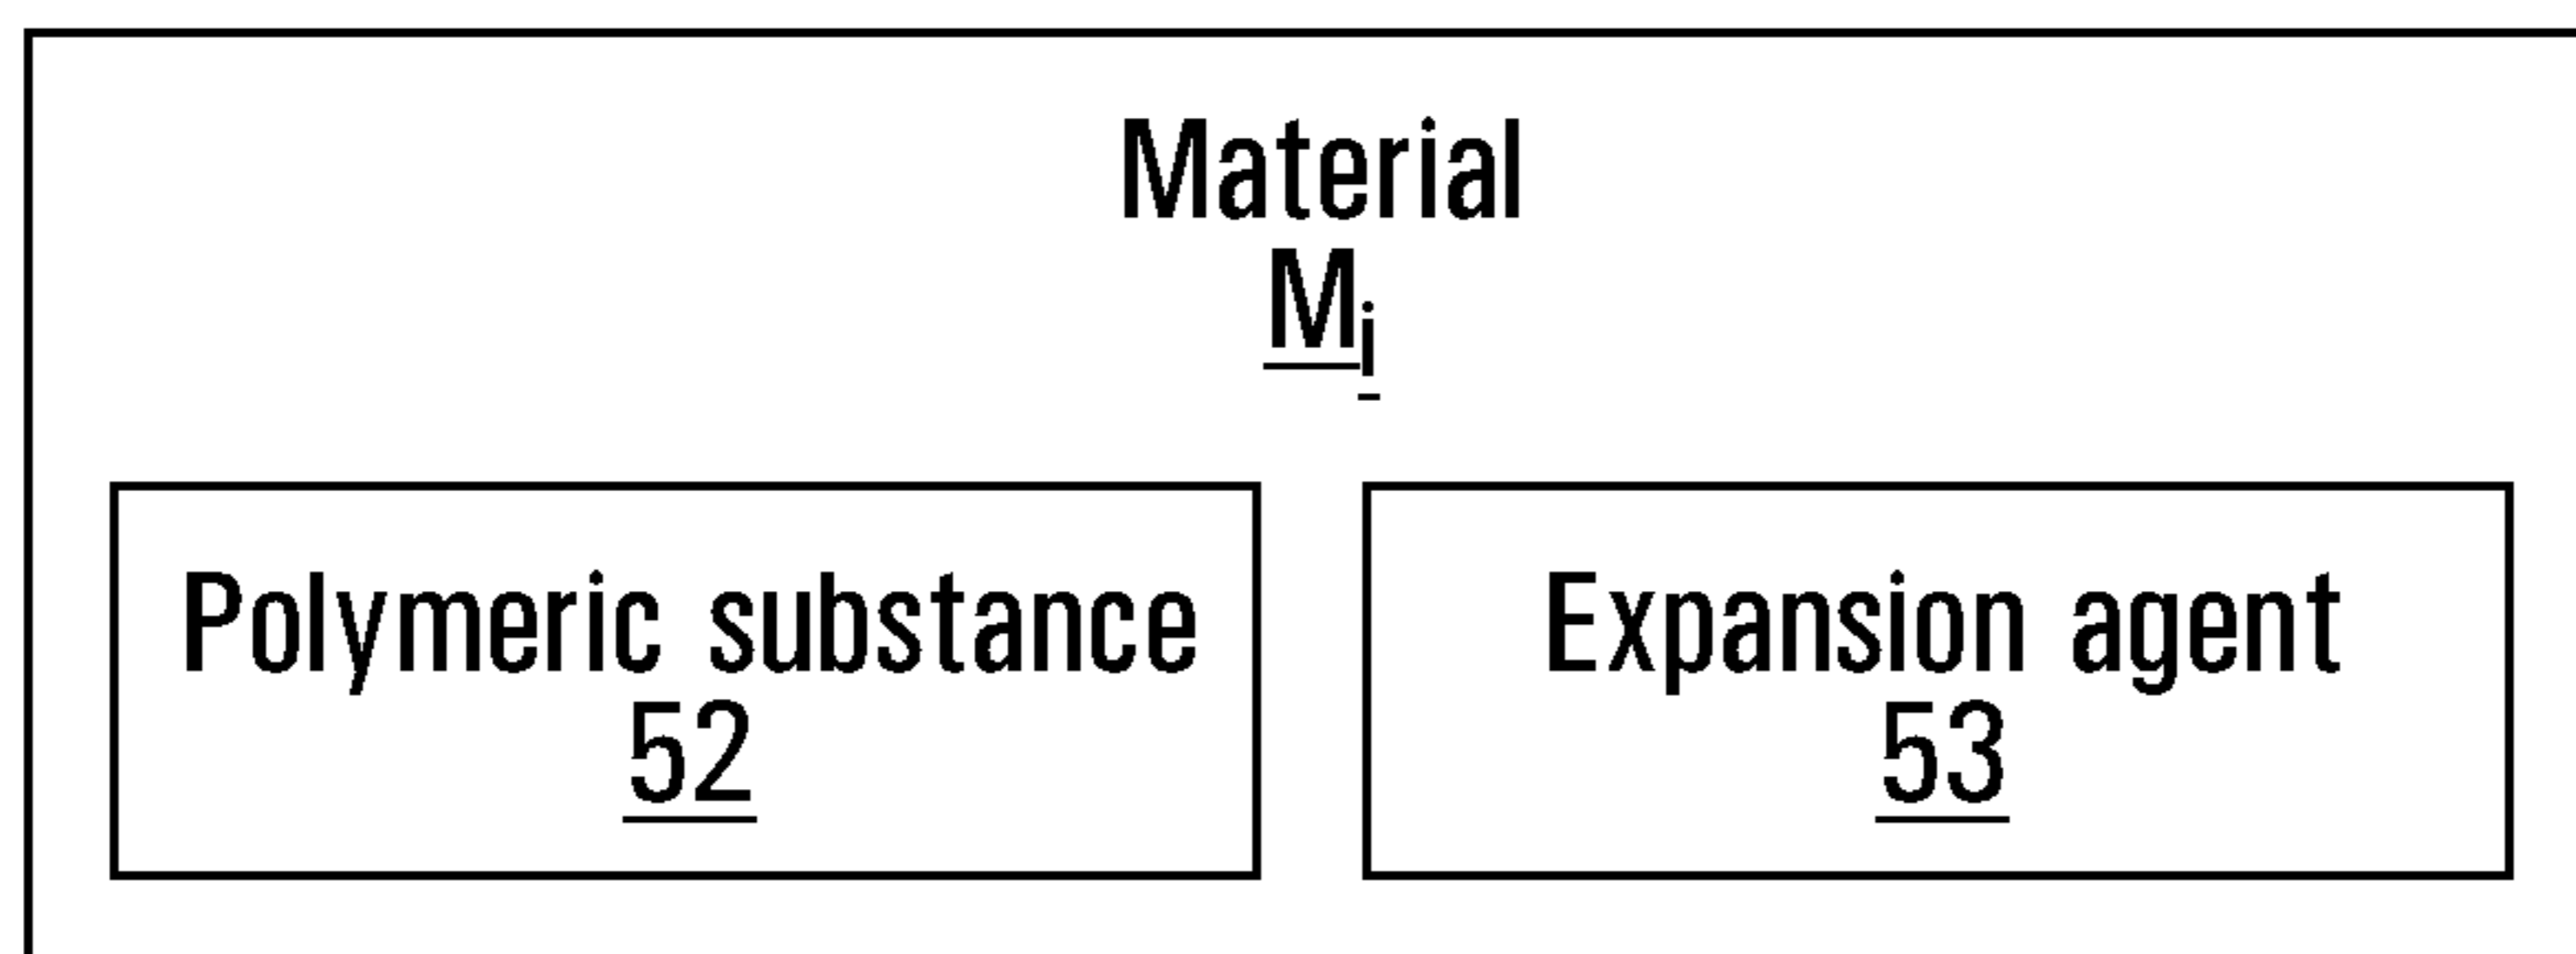 Material
Mi
Polymeric substance
52
Expansion agent
53